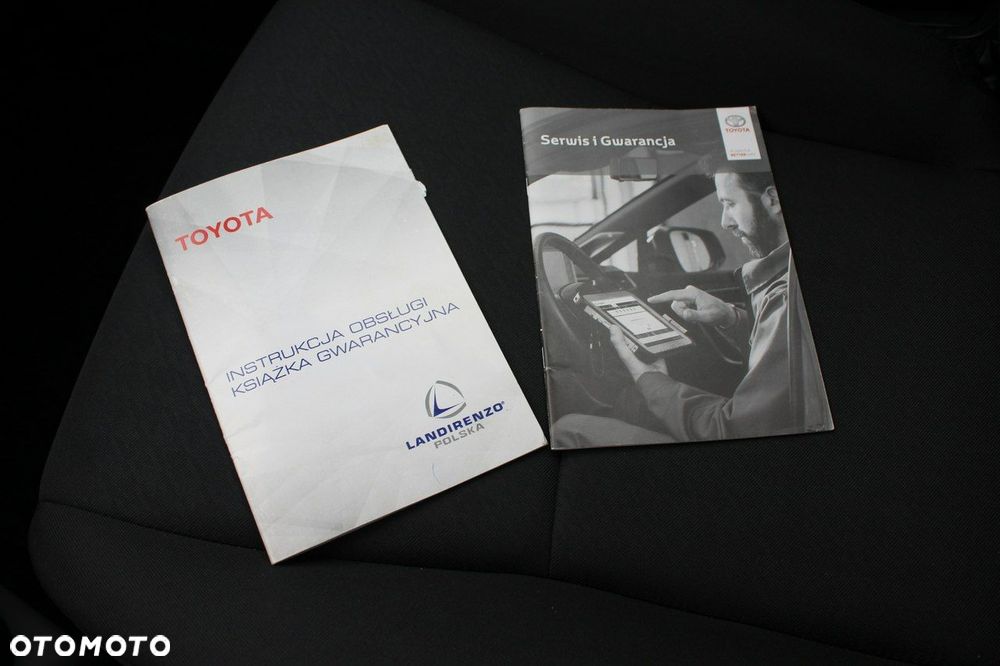 TOYOTA
INSTRUKCJA OBSŁUGI
KSIĄŻKA GWARANCYJNA
LANDIRENZO®
POLSKA
Serwis i Gwarancja
TOYOTA
OTOMOTO